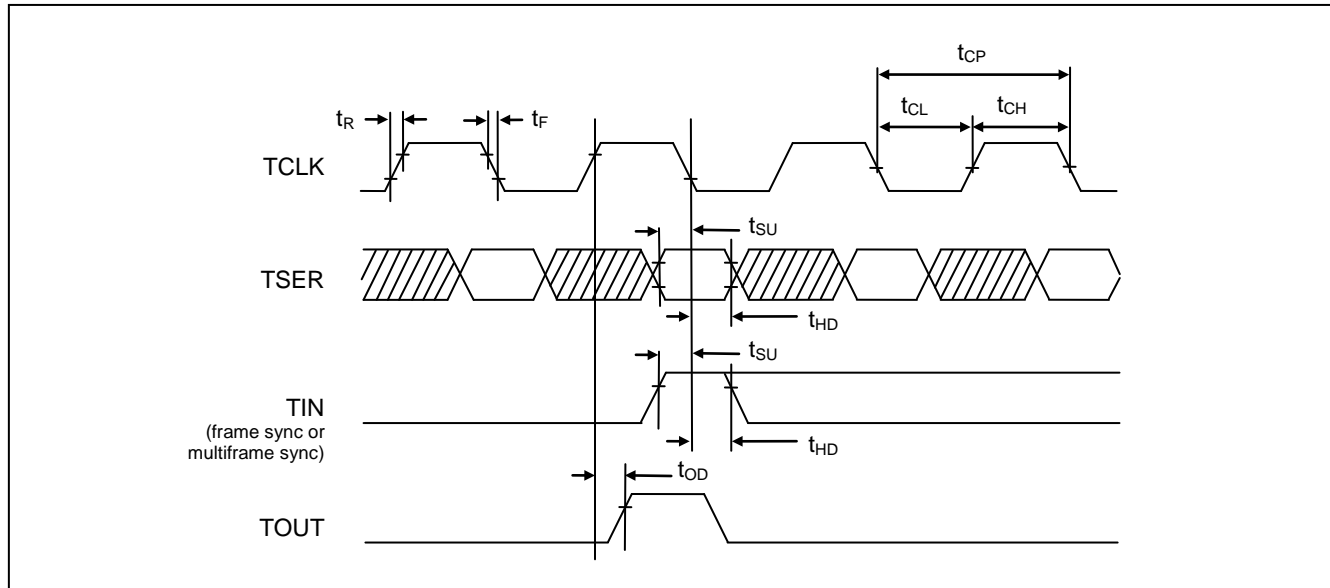 tCP
tCL
tCH
tR
tF
TCLK
tSU
TSER
tHD
tSU
TIN
(frame sync or
multiframe sync)
tHD
tOD
TOUT